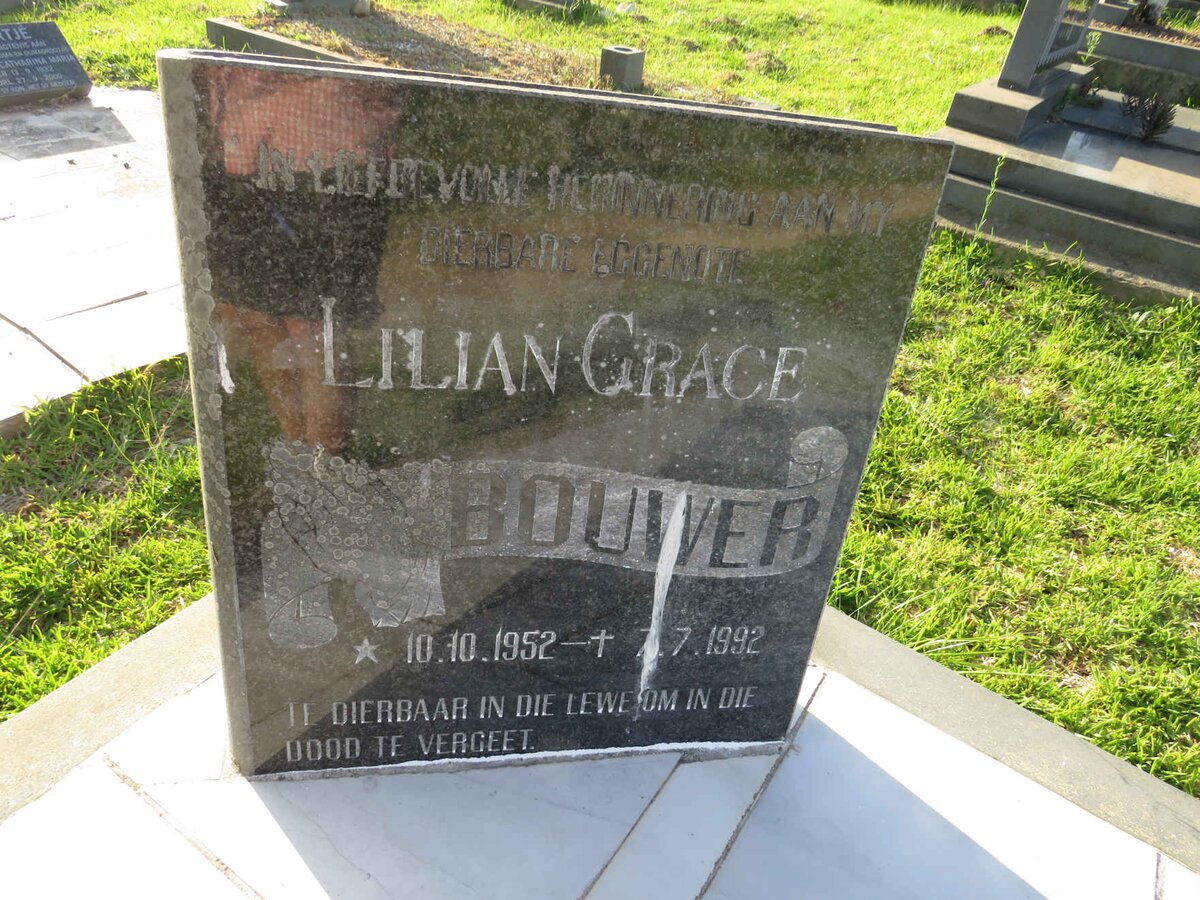 IN LIEFDEVOLLE HERINNERING AAN MY
DIERBARE EGGENOTE
LILIAN GRACE
BOUWER
10.10.1952 – † 7.7.1992
TE DIERBAAR IN DIE LEWE OM IN DIE
DOOD TE VERGEET.
CATHARINA